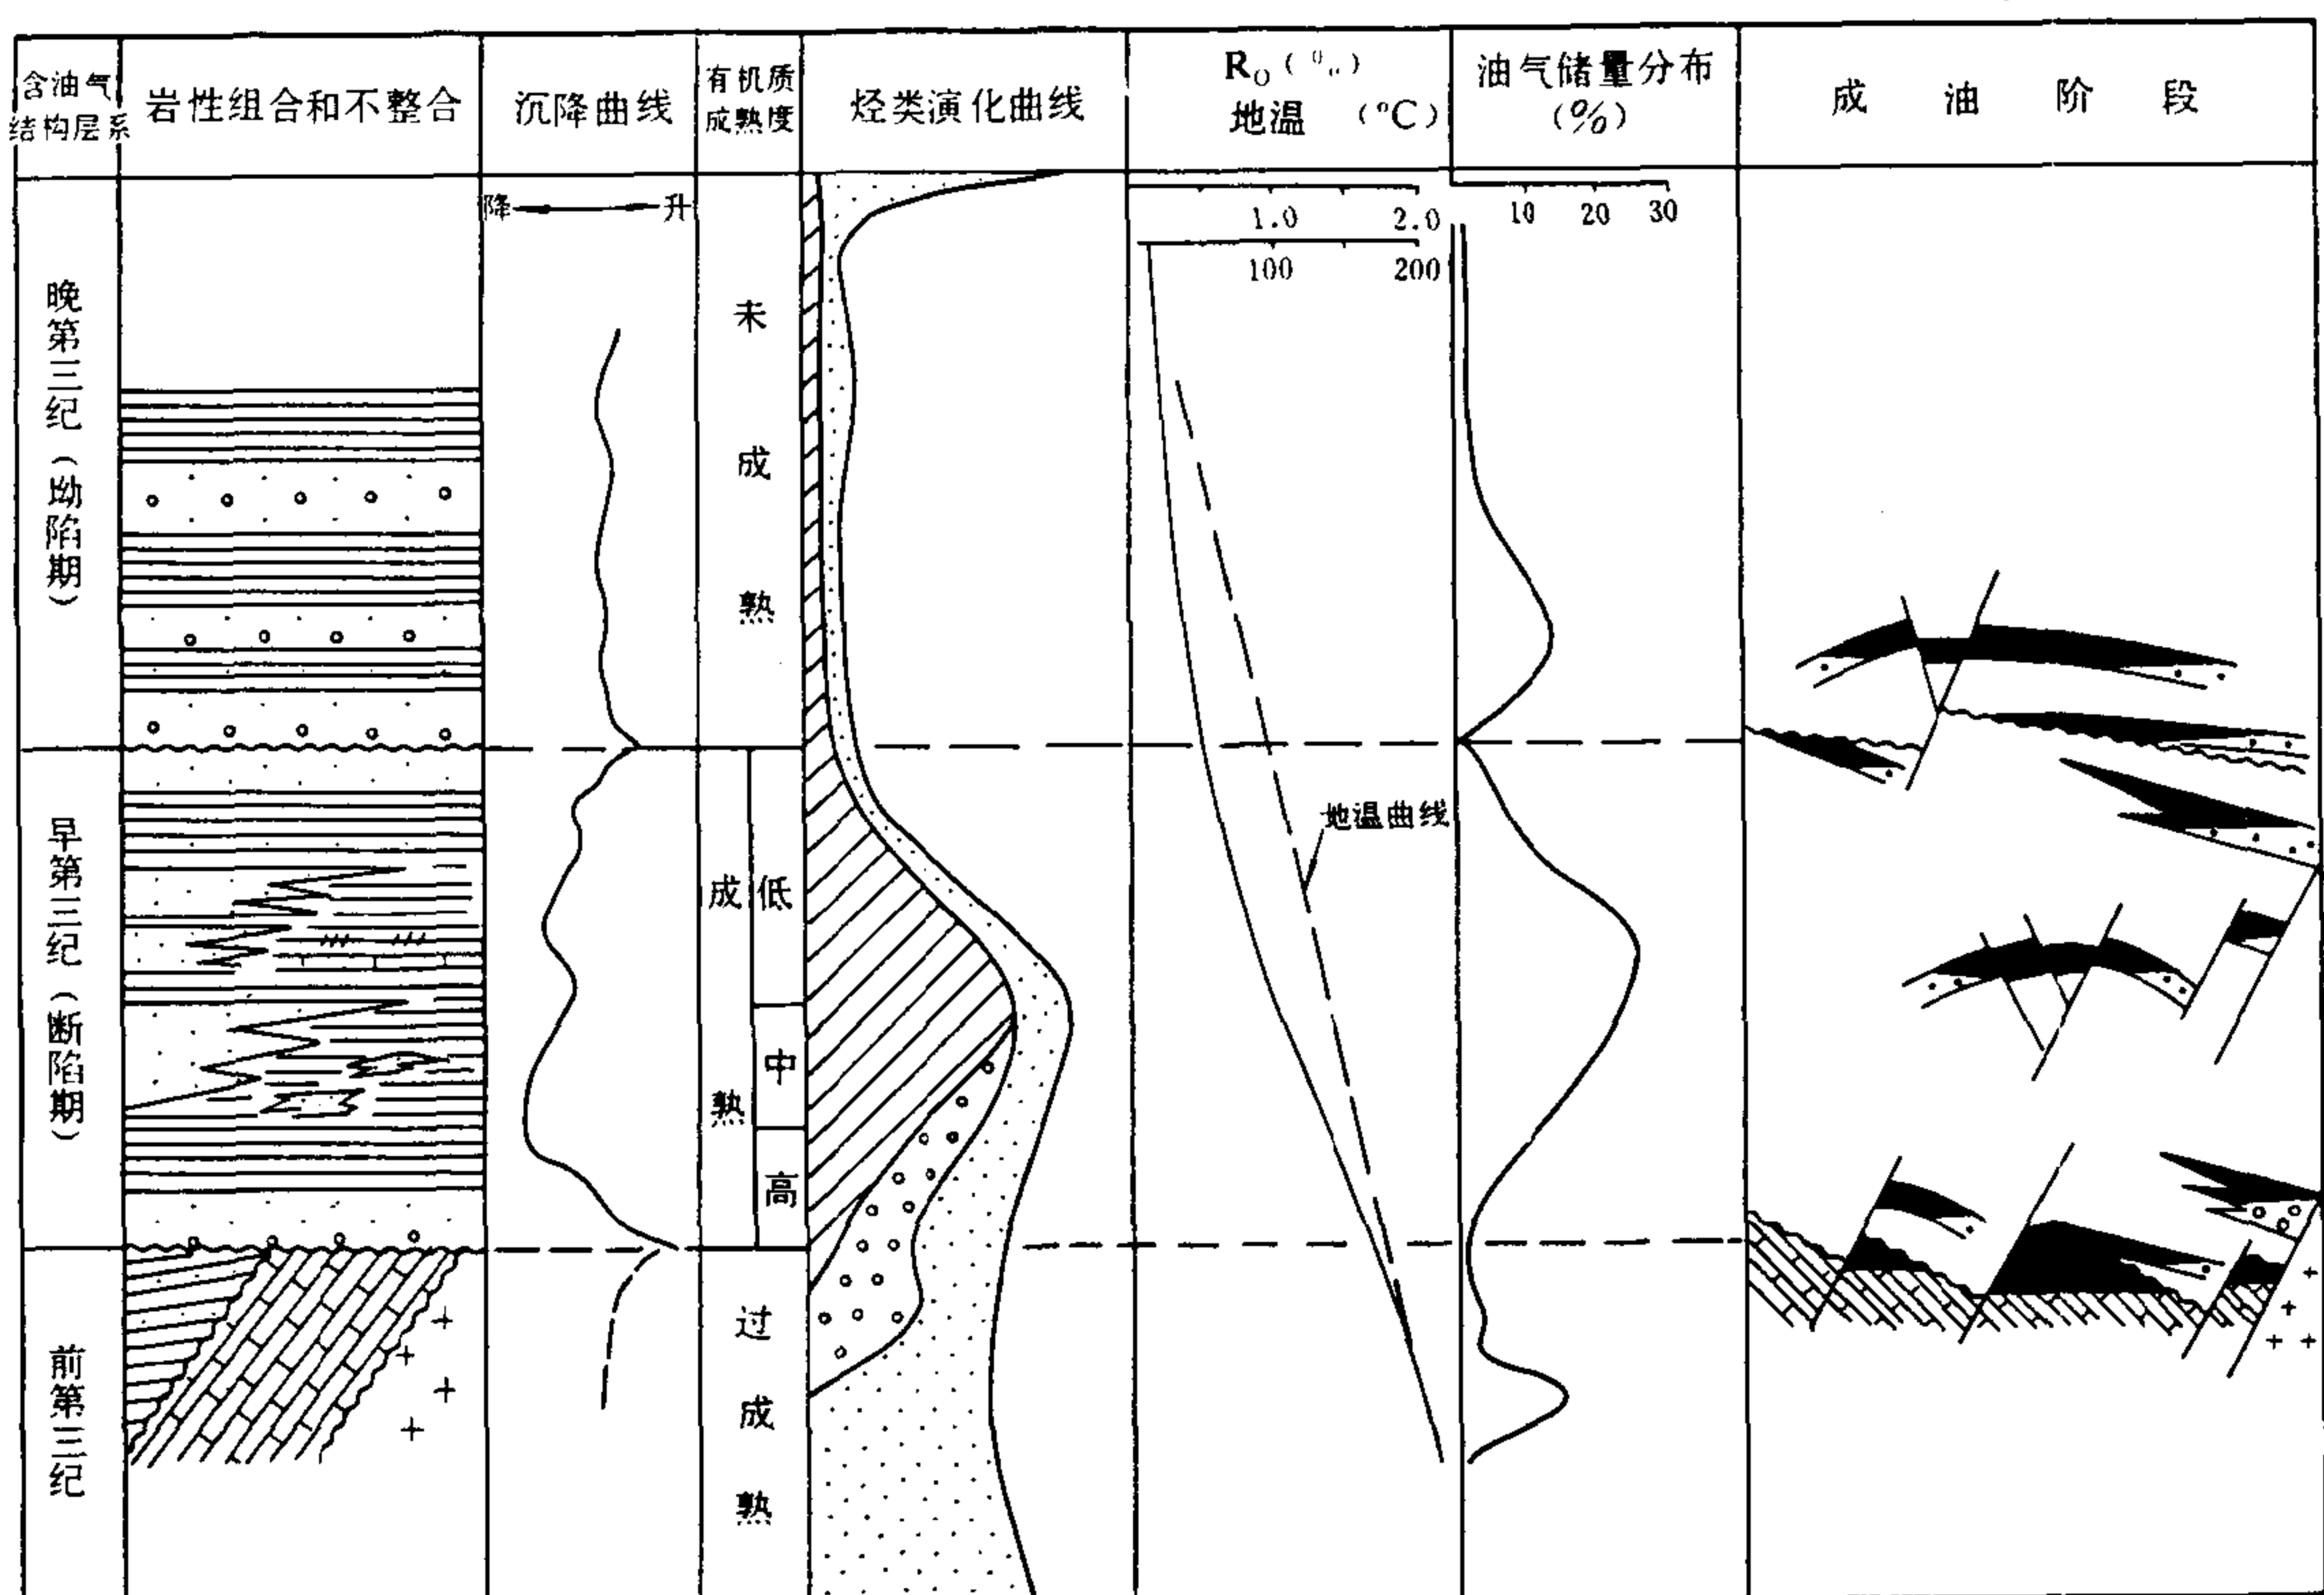 含油气
结构层系
岩性组合和不整合
沉降曲线
有机质
成熟度
烃类演化曲线
R₀(
地温 (°C)
油气储量分布
(%)
成油阶段
降
升
1.0 2.0
100 200
10 20 30
晚第三纪（坳陷期）
未成熟
早第三纪（断陷期）
成熟
低
中
高
地温曲线
前第三纪
过成熟